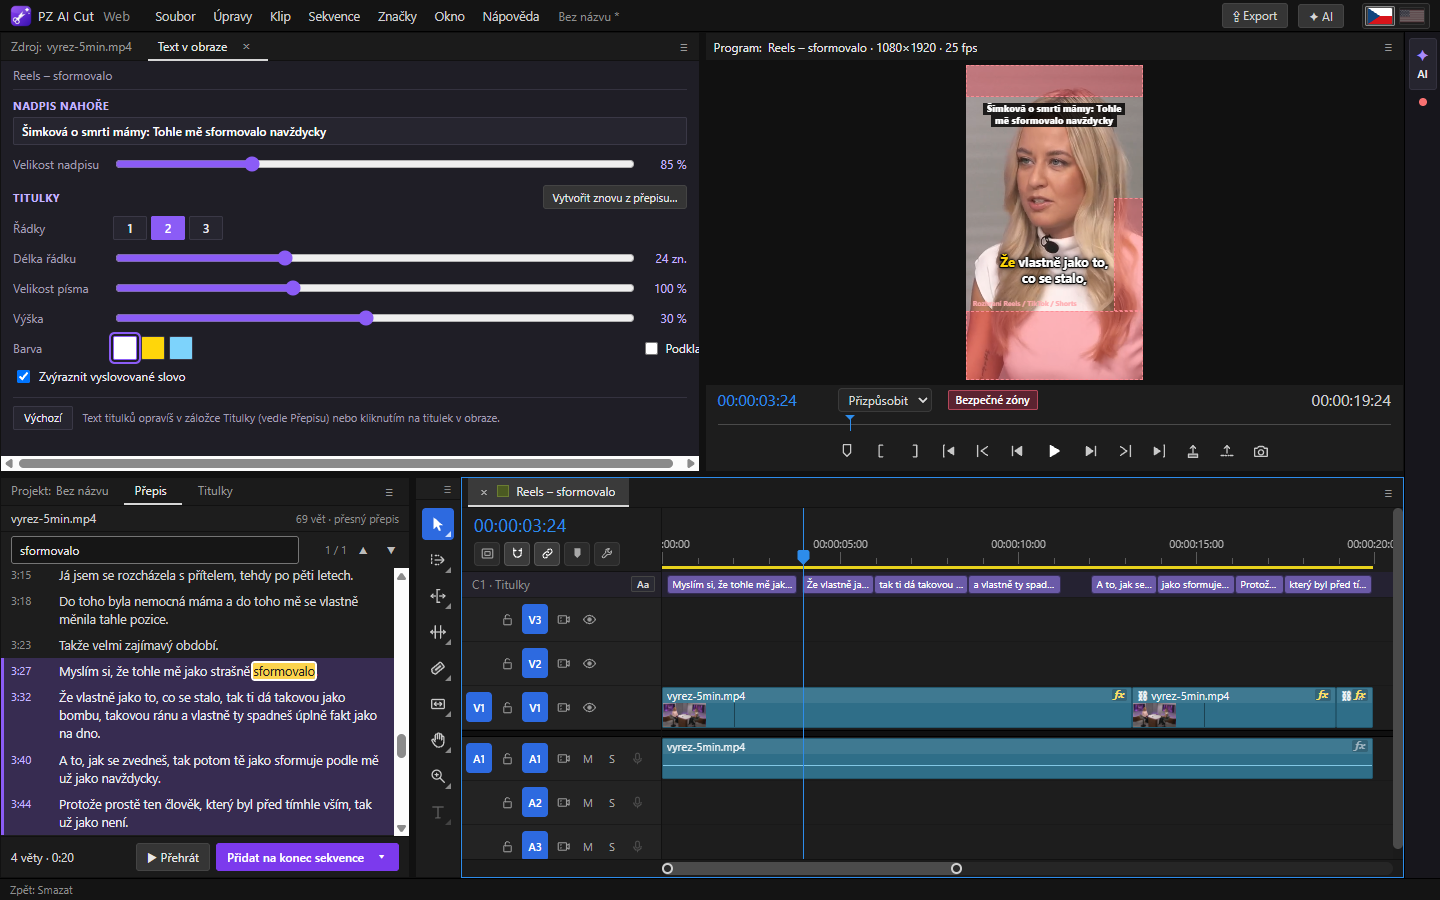 PZ AI Cut Web Soubor Úpravy Klip Sekvence Značky Okno Nápověda Bez názvu * Export AI
Zdroj: vyrez-5min.mp4 Text v obraze ×
Reels – sformovalo
NADPIS NAHOŘE
Šimková o smrti mámy: Tohle mě sformovalo navždycky
Velikost nadpisu 85 %
TITULKY Vytvořit znovu z přepisu...
Řádky 1 2 3
Délka řádku 24 zn.
Velikost písma 100 %
Výška 30 %
Barva Podkla
Zvýraznit vyslovované slovo
Výchozí Text titulků opravíš v záložce Titulky (vedle Přepisu) nebo kliknutím na titulek v obraze.
Program: Reels – sformovalo · 1080×1920 · 25 fps
Šimková o smrti mámy: Tohle
mě sformovalo navždycky
Že vlastně jako to,
co se stalo,
Rozhraní Reels / TikTok / Shorts
00:00:03:24 Přizpůsobit Bezpečné zóny 00:00:19:24
AI
Projekt: Bez názvu Přepis Titulky
vyrez-5min.mp4 69 vět · přesný přepis
sformovalo 1 / 1
3:15 Já jsem se rozcházela s přítelem, tehdy po pěti letech.
3:18 Do toho byla nemocná máma a do toho mě se vlastně
měnila tahle pozice.
3:23 Takže velmi zajímavý období.
3:27 Myslím si, že tohle mě jako strašně sformovalo
3:32 Že vlastně jako to, co se stalo, tak ti dá takovou jako
bombu, takovou ránu a vlastně ty spadneš úplně fakt jako
na dno.
3:40 A to, jak se zvedneš, tak potom tě jako sformuje podle mě
už jako navždycky.
3:44 Protože prostě ten člověk, který byl před tímhle vším, tak
už jako není.
4 věty · 0:20 Přehrát Přidat na konec sekvence
Zpět: Smazat
× Reels – sformovalo
00:00:03:24
:00:00 00:00:05:00 00:00:10:00 00:00:15:00 00:00:20:0
C1 · Titulky Aa Myslím si, že tohle mě jak... Že vlastně ja... tak ti dá takovou ... a vlastně ty spad... A to, jak se... jako sformuje... Protož... který byl před tí...
V3
V2
V1 V1 vyrez-5min.mp4 fx vyrez-5min.mp4 fx fx
A1 A1 M S vyrez-5min.mp4 fx
A2 M S
A3 M S